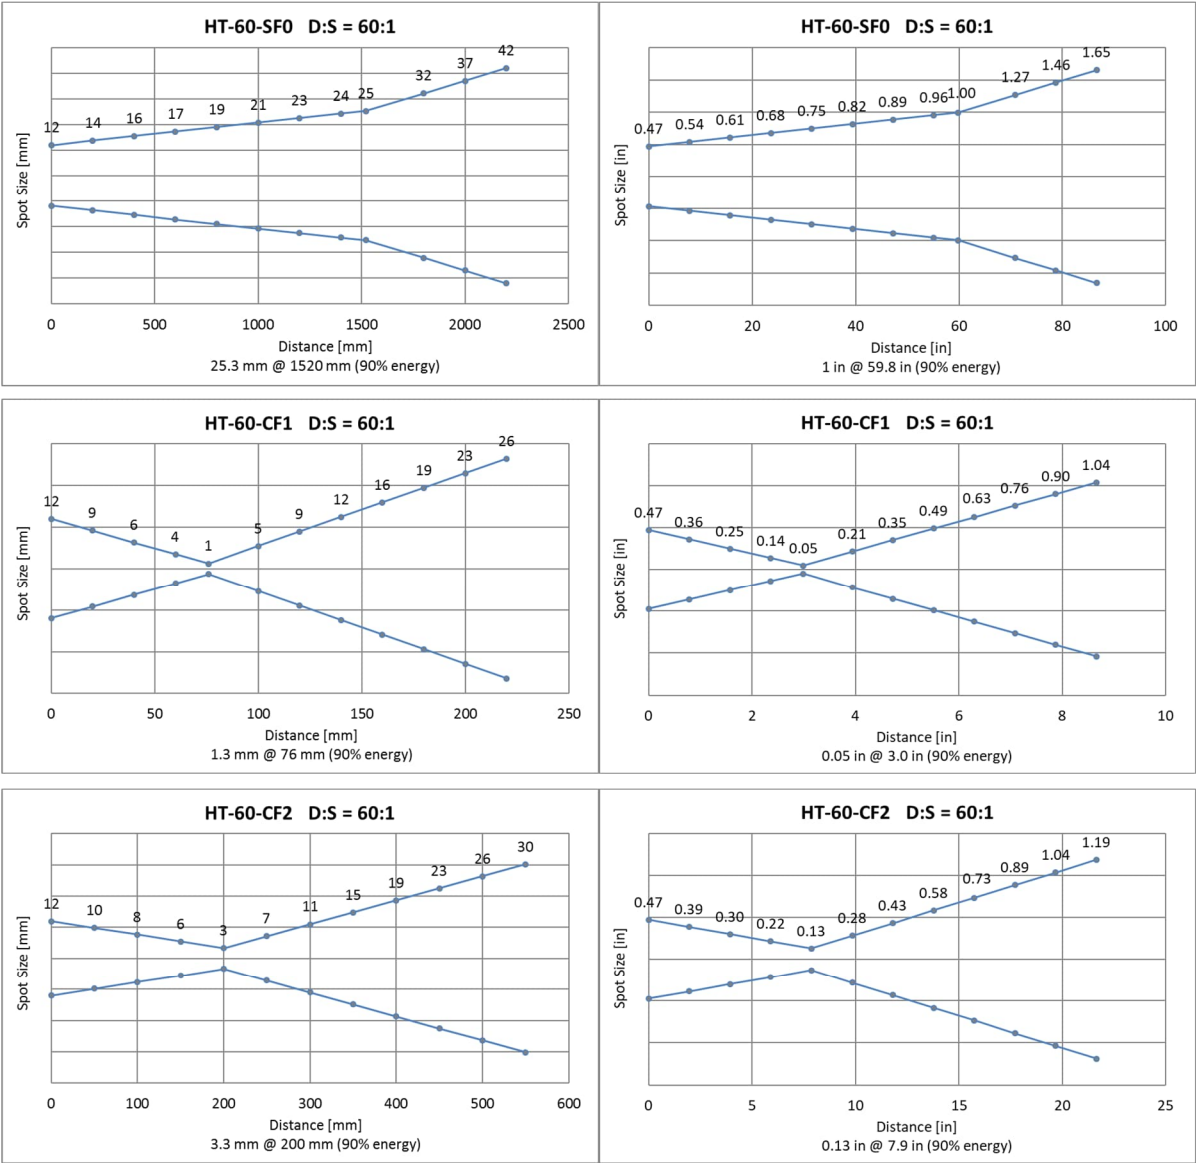 HT-60-SF0 D:S = 60:1
12 14 16 17 19 21 23 24 25 32 37 42
Spot Size [mm]
0 500 1000 1500 2000 2500
Distance [mm]
25.3 mm @ 1520 mm (90% energy)
HT-60-SF0 D:S = 60:1
0.47 0.54 0.61 0.68 0.75 0.82 0.89 0.96 1.00 1.27 1.46 1.65
Spot Size [in]
0 20 40 60 80 100
Distance [in]
1 in @ 59.8 in (90% energy)
HT-60-CF1 D:S = 60:1
12 9 6 4 1 5 9 12 16 19 23 26
Spot Size [mm]
0 50 100 150 200 250
Distance [mm]
1.3 mm @ 76 mm (90% energy)
HT-60-CF1 D:S = 60:1
0.47 0.36 0.25 0.14 0.05 0.21 0.35 0.49 0.63 0.76 0.90 1.04
Spot Size [in]
0 2 4 6 8 10
Distance [in]
0.05 in @ 3.0 in (90% energy)
HT-60-CF2 D:S = 60:1
12 10 8 6 3 7 11 15 19 23 26 30
Spot Size [mm]
0 100 200 300 400 500 600
Distance [mm]
3.3 mm @ 200 mm (90% energy)
HT-60-CF2 D:S = 60:1
0.47 0.39 0.30 0.22 0.13 0.28 0.43 0.58 0.73 0.89 1.04 1.19
Spot Size [in]
0 5 10 15 20 25
Distance [in]
0.13 in @ 7.9 in (90% energy)